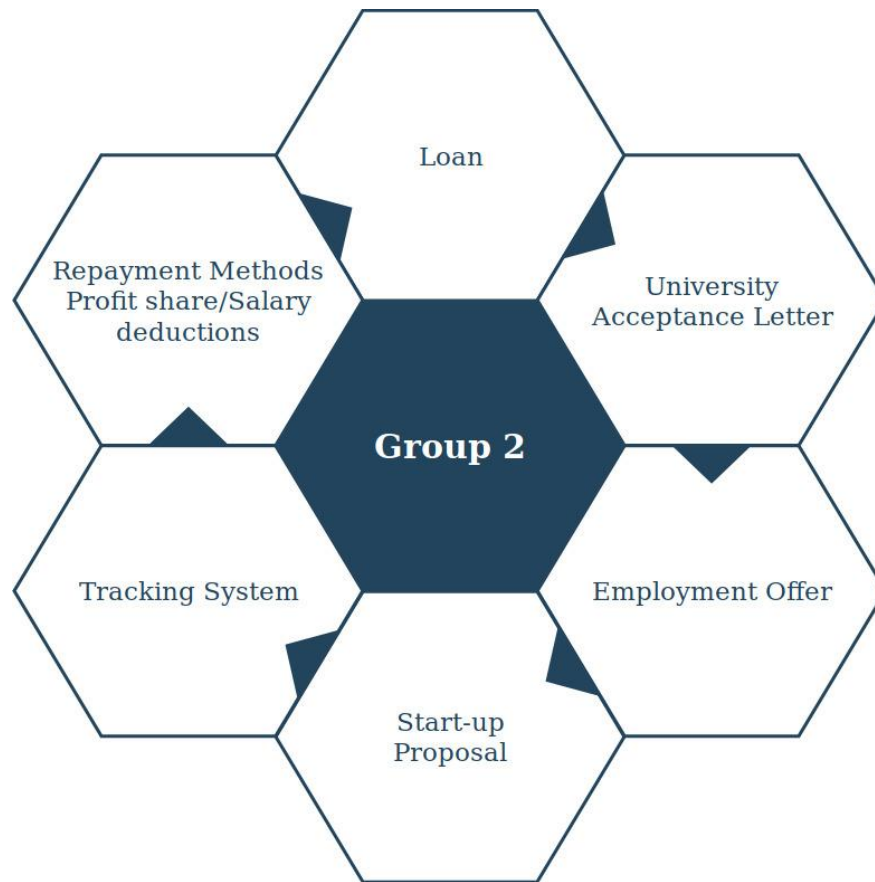 Loan
University
Acceptance Letter
Employment Offer
Start-up
Proposal
Tracking System
Repayment Methods
Profit share/Salary
deductions
Group 2